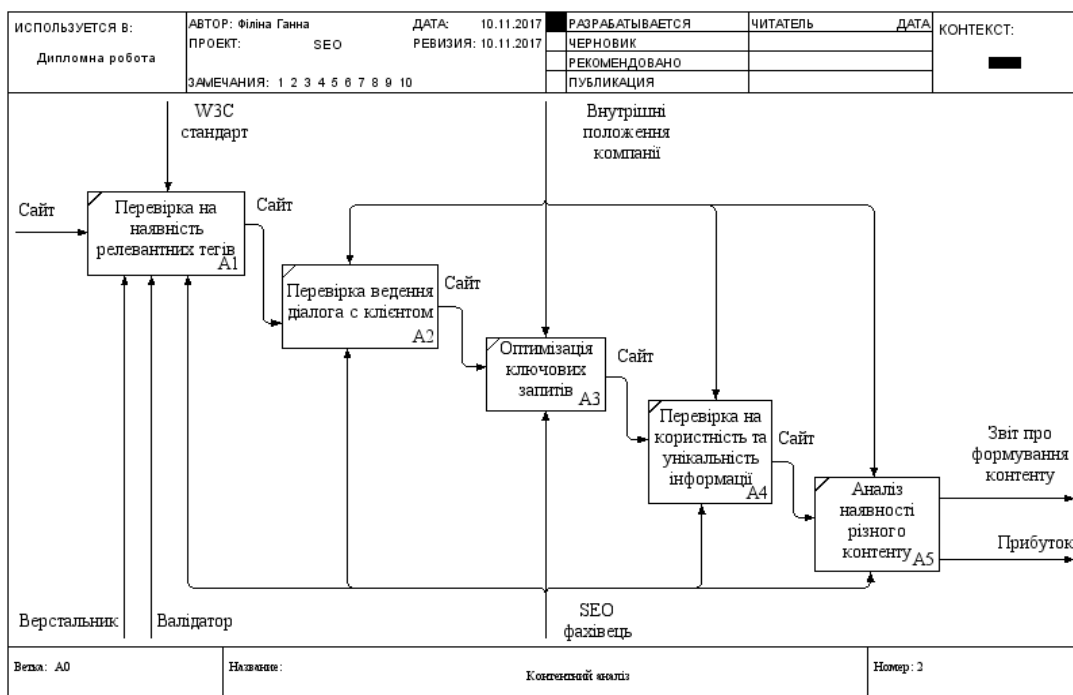 ИСПОЛЬЗУЕТСЯ В:
Дипломна робота
АВТОР: Філіна Ганна
ДАТА: 10.11.2017
ПРОЕКТ: SEO
РЕВИЗИЯ: 10.11.2017
ЗАМЕЧАНИЯ: 1 2 3 4 5 6 7 8 9 10
РАЗРАБАТЫВАЕТСЯ
ЧЕРНОВИК
РЕКОМЕНДОВАНО
ПУБЛИКАЦИЯ
ЧИТАТЕЛЬ ДАТА
КОНТЕКСТ:
W3C
стандарт
Внутрішні
положення
компанії
Сайт
Перевірка на
наявність
релевантних тегів
A1
Сайт
Перевірка ведення
діалога с клієнтом
A2
Сайт
Оптимізація
ключових
запитів
A3
Сайт
Перевірка на
користність та
унікальність
інформації
A4
Сайт
Аналіз
наявності
різного
контенту
A5
Звіт про
формування
контенту
Прибуток
Верстальник
Валідатор
SEO
фахівець
Ветка: A0
Название:
Контентний аналіз
Номер: 2